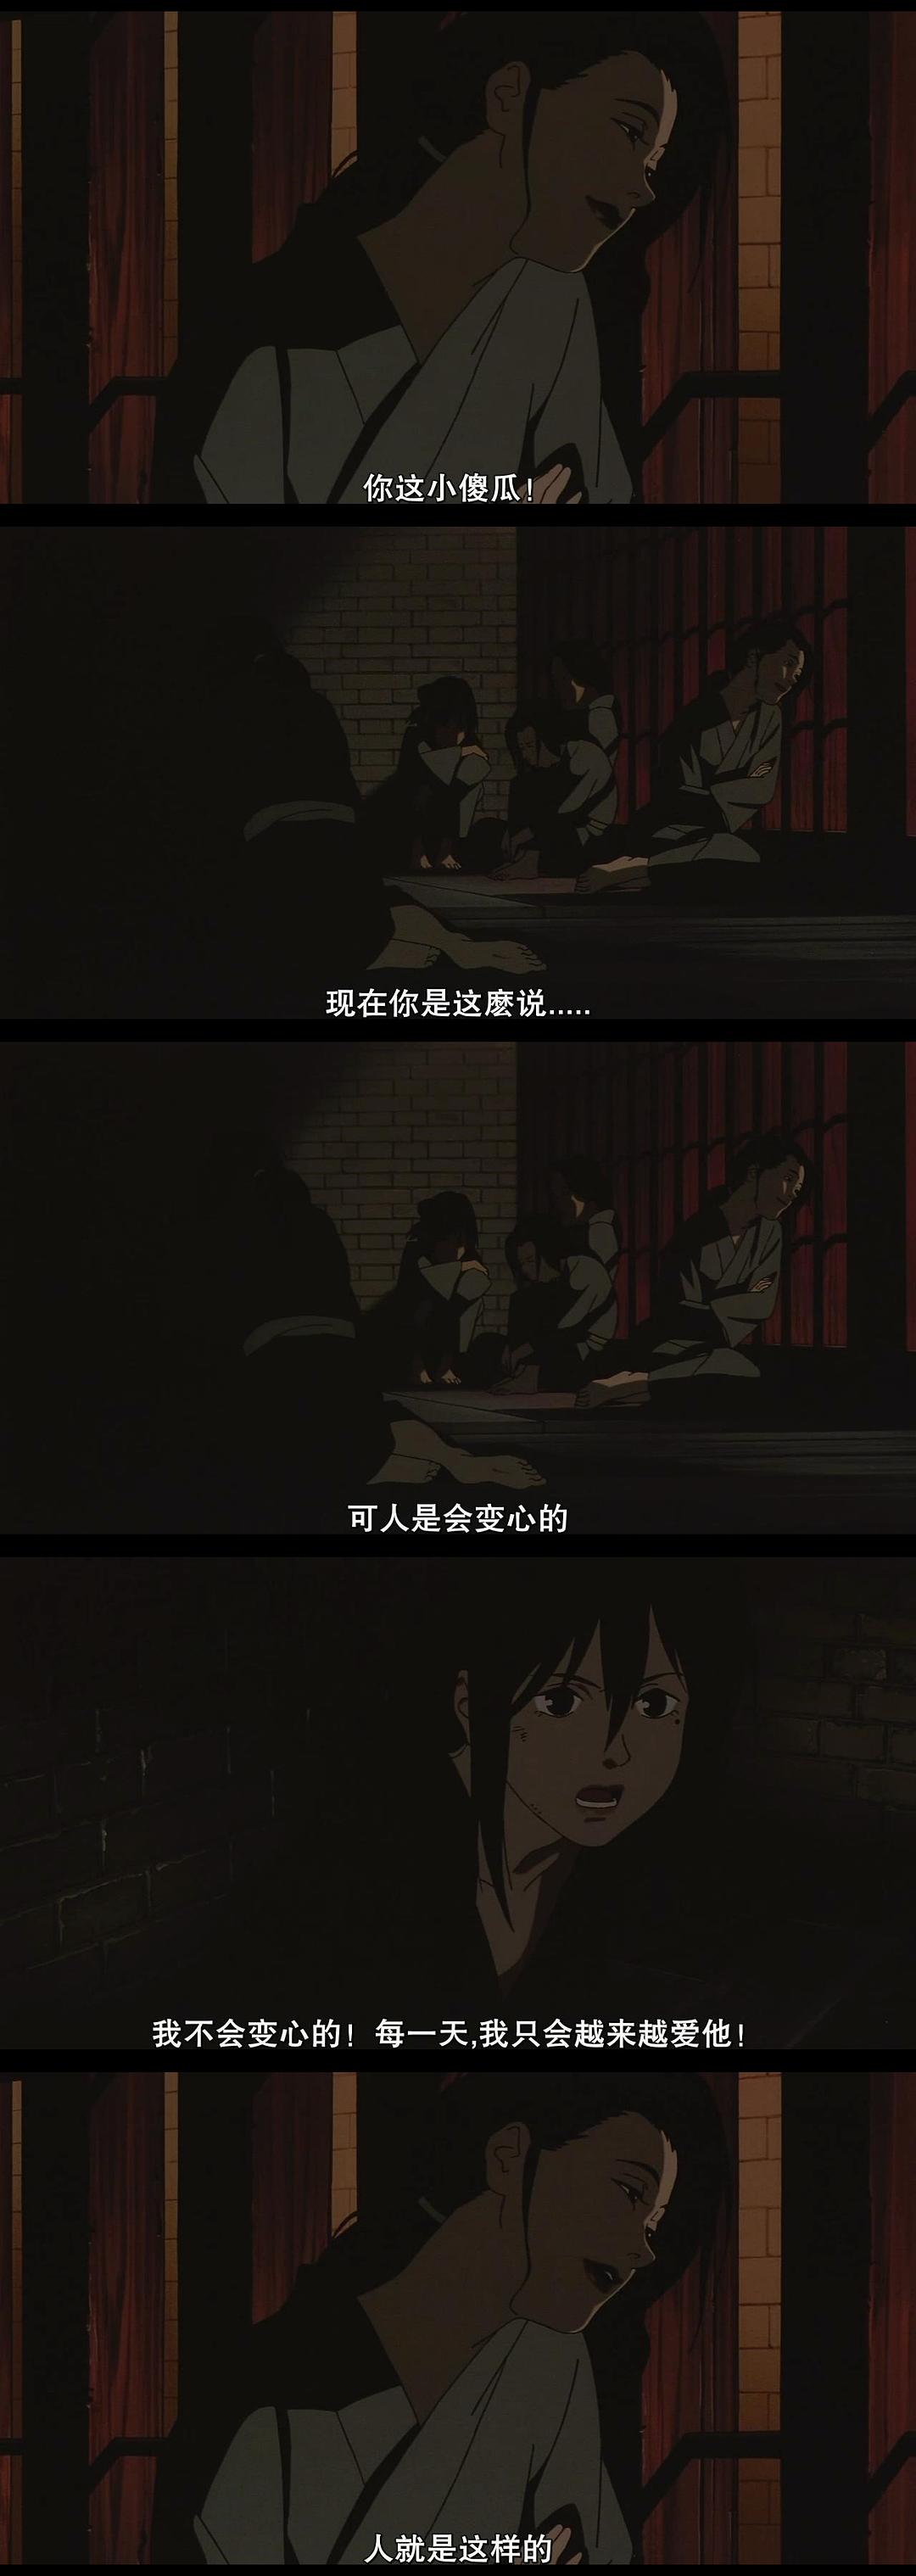 你这小傻瓜！
现在你是这麽说.....
可人是会变心的
我不会变心的！每一天,我只会越来越爱他！
人就是这样的